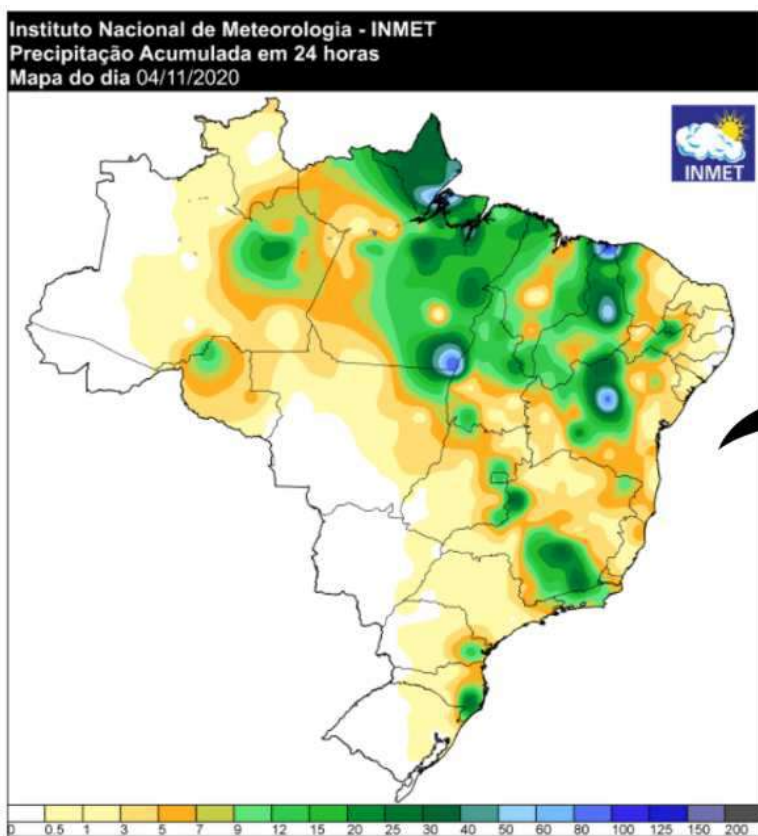 Instituto Nacional de Meteorologia - INMET
Precipitação Acumulada em 24 horas
Mapa do dia 04/11/2020
INMET
0 0.5 1 3 5 7 9 12 15 20 25 30 40 50 60 80 100 125 150 200